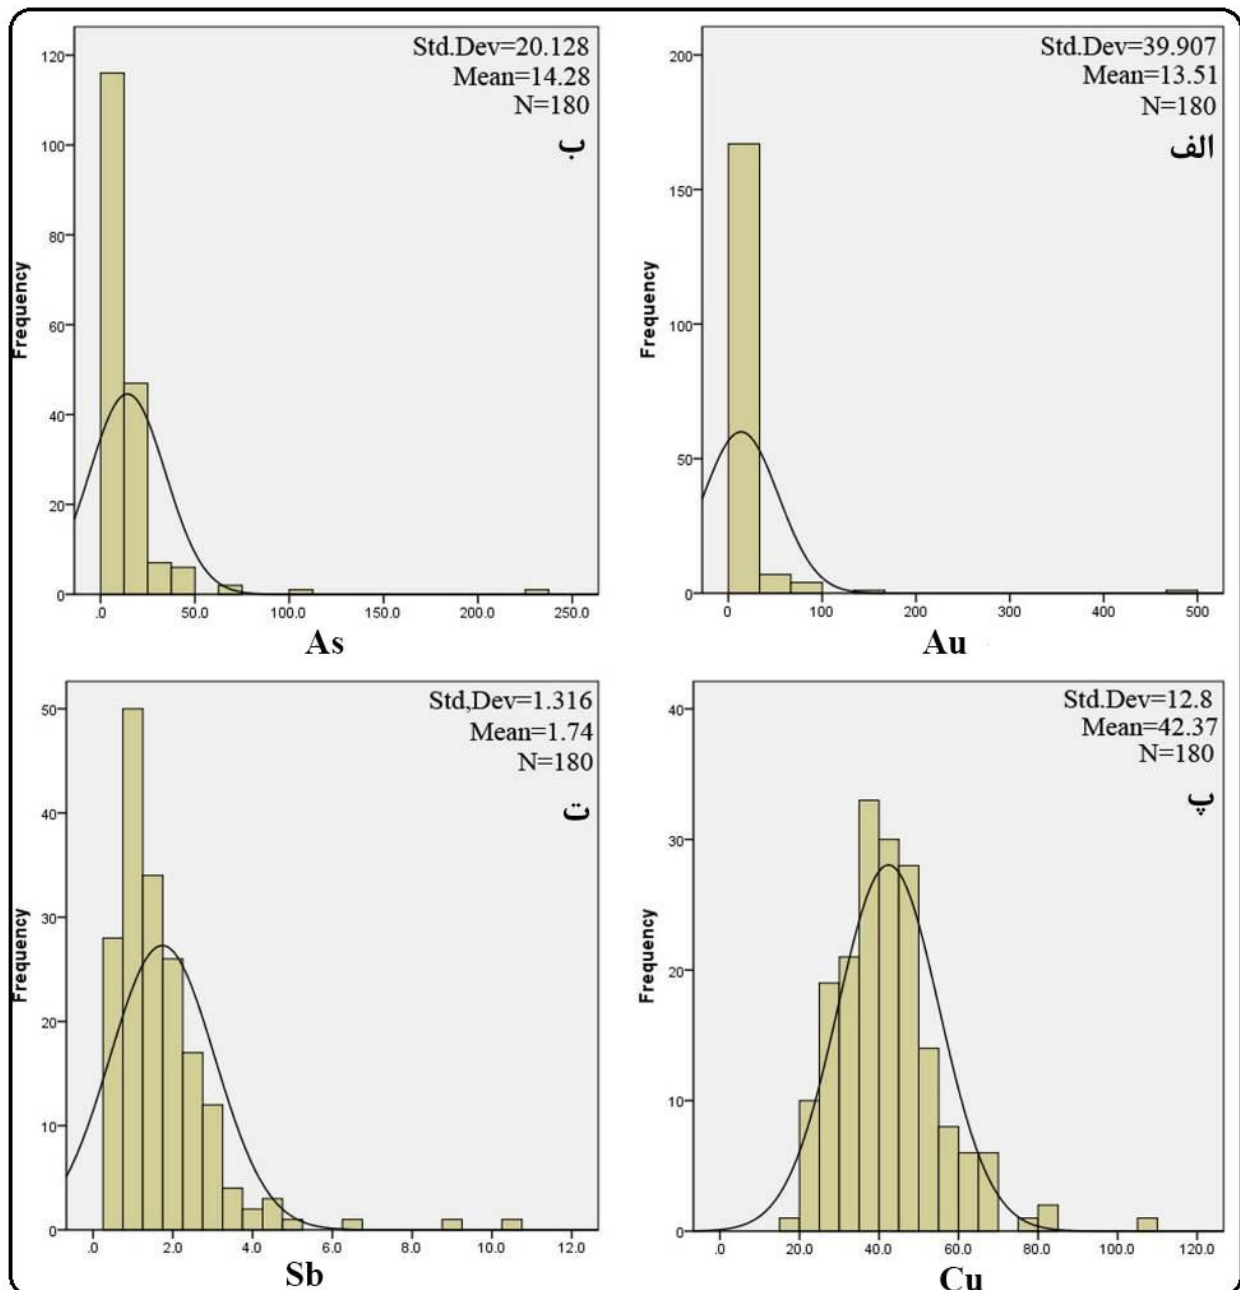 Std.Dev=20.128
Mean=14.28
N=180
ب
Frequency
120
100
80
60
40
20
0
.0 50.0 100.0 150.0 200.0 250.0
As
Std.Dev=39.907
Mean=13.51
N=180
الف
Frequency
200
150
100
50
0
0 100 200 300 400 500
Au
Std,Dev=1.316
Mean=1.74
N=180
ت
Frequency
50
40
30
20
10
0
.0 2.0 4.0 6.0 8.0 10.0 12.0
Sb
Std.Dev=12.8
Mean=42.37
N=180
پ
Frequency
40
30
20
10
0
.0 20.0 40.0 60.0 80.0 100.0 120.0
Cu